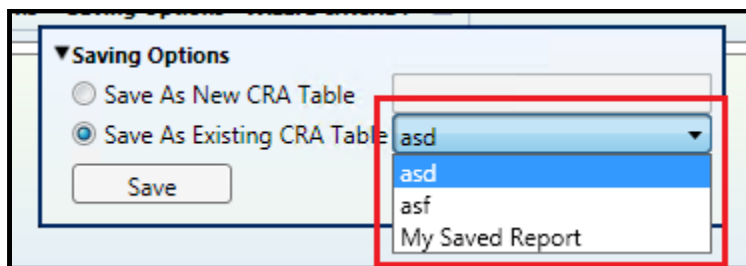 ▼Saving Options
Save As New CRA Table
Save As Existing CRA Table asd
asd
Save
asf
My Saved Report